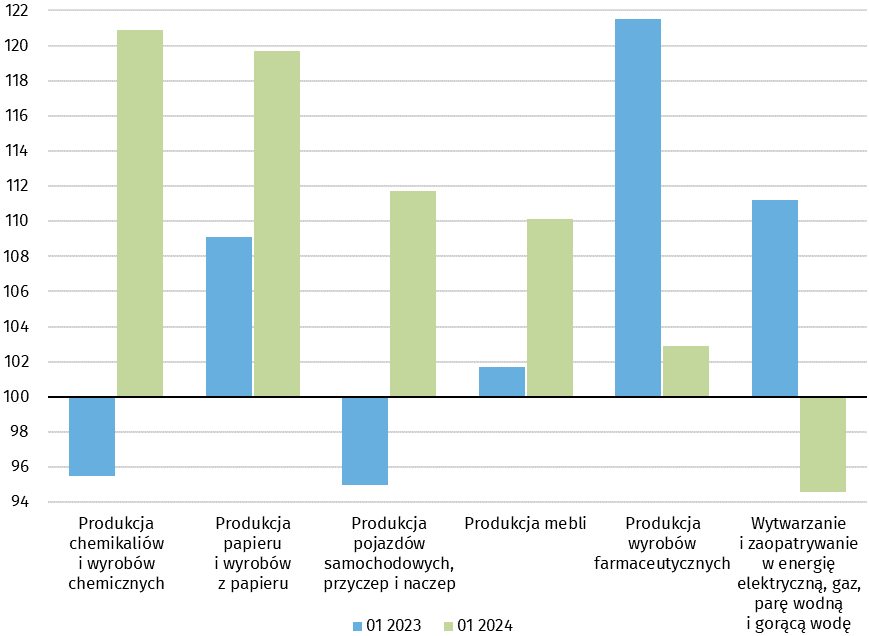 122
120
118
116
114
112
110
108
106
104
102
100
98
96
94
Produkcja
chemikaliów
i wyrobów
chemicznych
Produkcja
papieru
i wyrobów
z papieru
Produkcja
pojazdów
samochodowych,
przyczep i naczep
Produkcja mebli
Produkcja
wyrobów
farmaceutycznych
Wytwarzanie
i zaopatrywanie
w energię
elektryczną, gaz,
parę wodną
i gorącą wodę
01 2023
01 2024